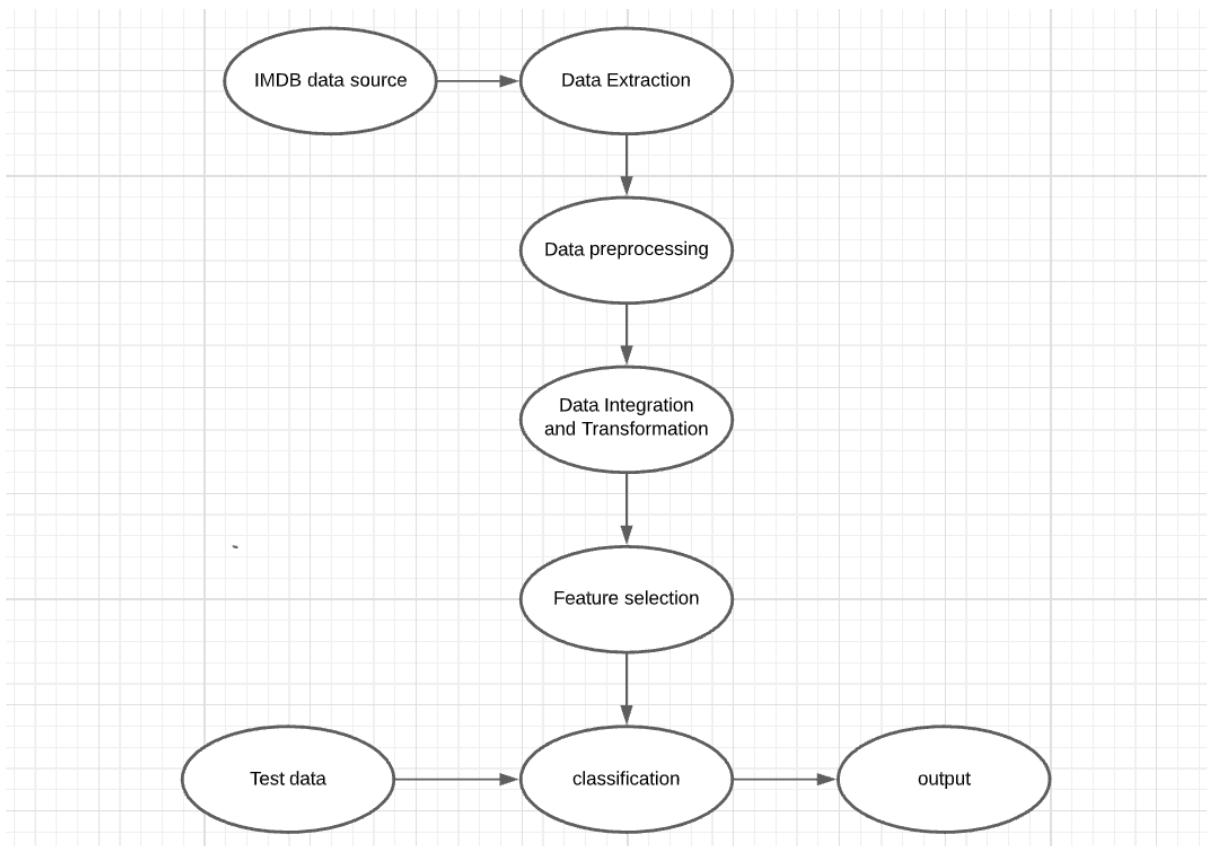 IMDB data source
Data Extraction
Data preprocessing
Data Integration
and Transformation
Feature selection
Test data
classification
output